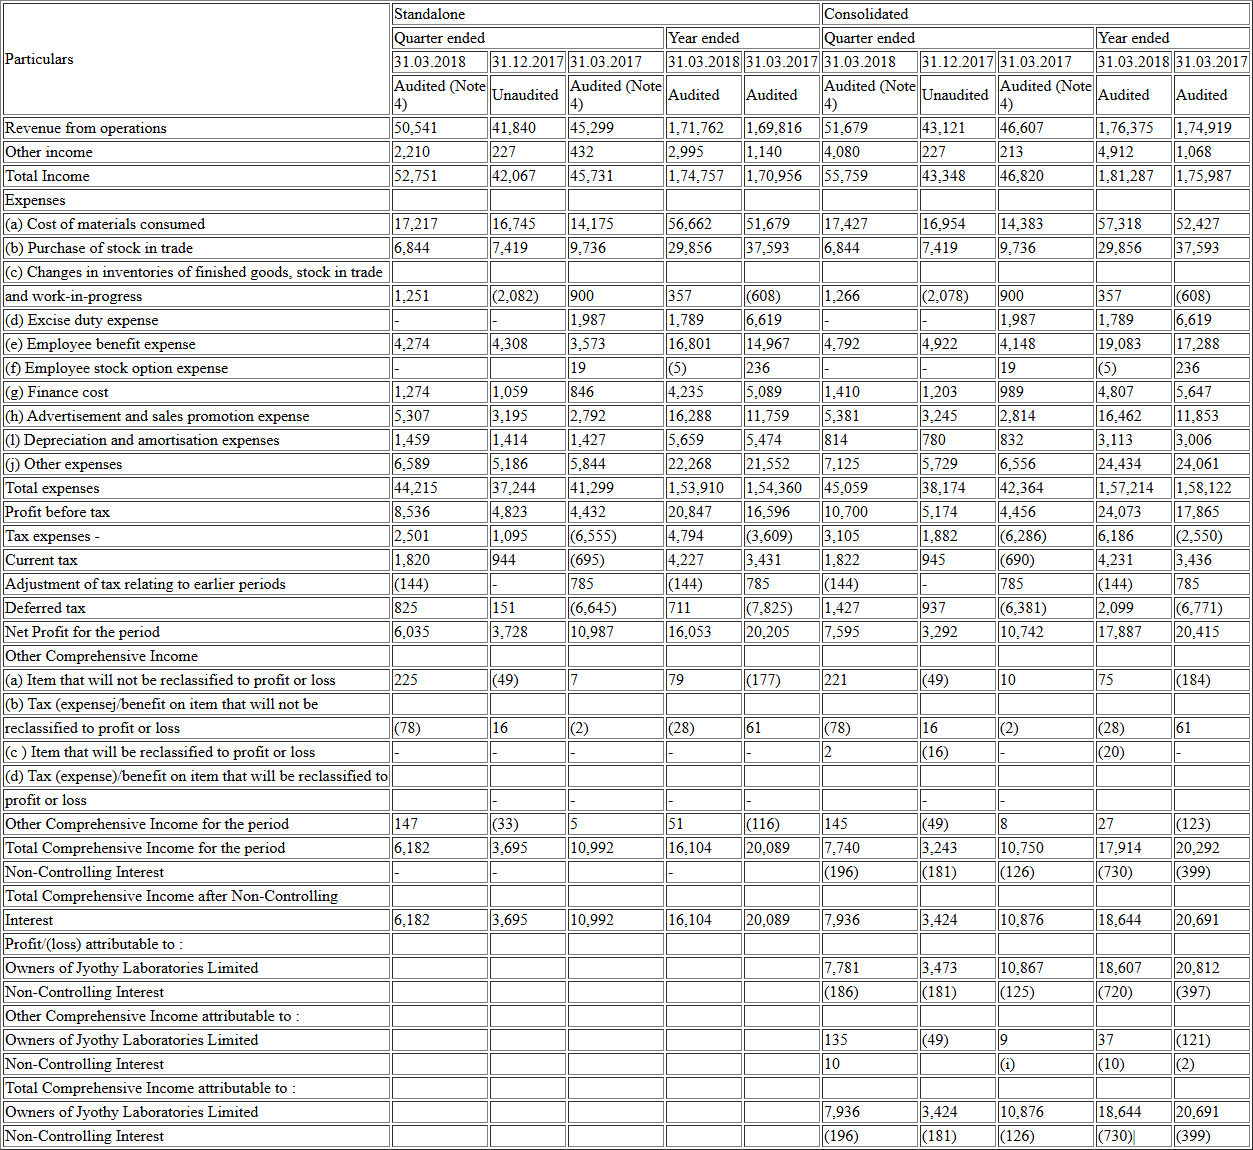 Standalone Consolidated
Particulars Quarter ended Year ended Quarter ended Year ended
31.03.2018 31.12.2017 31.03.2017 31.03.2018 31.03.2017 31.03.2018 31.12.2017 31.03.2017 31.03.2018 31.03.2017
Audited (Note 4) Unaudited Audited (Note 4) Audited Audited Audited (Note 4) Unaudited Audited (Note 4) Audited Audited
Revenue from operations 50,541 41,840 45,299 1,71,762 1,69,816 51,679 43,121 46,607 1,76,375 1,74,919
Other income 2,210 227 432 2,995 1,140 4,080 227 213 4,912 1,068
Total Income 52,751 42,067 45,731 1,74,757 1,70,956 55,759 43,348 46,820 1,81,287 1,75,987
Expenses
(a) Cost of materials consumed 17,217 16,745 14,175 56,662 51,679 17,427 16,954 14,383 57,318 52,427
(b) Purchase of stock in trade 6,844 7,419 9,736 29,856 37,593 6,844 7,419 9,736 29,856 37,593
(c) Changes in inventories of finished goods, stock in trade
and work-in-progress 1,251 (2,082) 900 357 (608) 1,266 (2,078) 900 357 (608)
(d) Excise duty expense - - 1,987 1,789 6,619 - - 1,987 1,789 6,619
(e) Employee benefit expense 4,274 4,308 3,573 16,801 14,967 4,792 4,922 4,148 19,083 17,288
(f) Employee stock option expense - 19 (5) 236 - - 19 (5) 236
(g) Finance cost 1,274 1,059 846 4,235 5,089 1,410 1,203 989 4,807 5,647
(h) Advertisement and sales promotion expense 5,307 3,195 2,792 16,288 11,759 5,381 3,245 2,814 16,462 11,853
(l) Depreciation and amortisation expenses 1,459 1,414 1,427 5,659 5,474 814 780 832 3,113 3,006
(j) Other expenses 6,589 5,186 5,844 22,268 21,552 7,125 5,729 6,556 24,434 24,061
Total expenses 44,215 37,244 41,299 1,53,910 1,54,360 45,059 38,174 42,364 1,57,214 1,58,122
Profit before tax 8,536 4,823 4,432 20,847 16,596 10,700 5,174 4,456 24,073 17,865
Tax expenses - 2,501 1,095 (6,555) 4,794 (3,609) 3,105 1,882 (6,286) 6,186 (2,550)
Current tax 1,820 944 (695) 4,227 3,431 1,822 945 (690) 4,231 3,436
Adjustment of tax relating to earlier periods (144) - 785 (144) 785 (144) - 785 (144) 785
Deferred tax 825 151 (6,645) 711 (7,825) 1,427 937 (6,381) 2,099 (6,771)
Net Profit for the period 6,035 3,728 10,987 16,053 20,205 7,595 3,292 10,742 17,887 20,415
Other Comprehensive Income
(a) Item that will not be reclassified to profit or loss 225 (49) 7 79 (177) 221 (49) 10 75 (184)
(b) Tax (expensej/benefit on item that will not be
reclassified to profit or loss (78) 16 (2) (28) 61 (78) 16 (2) (28) 61
(c ) Item that will be reclassified to profit or loss - - - - - 2 (16) - (20) -
(d) Tax (expense)/benefit on item that will be reclassified to
profit or loss - - - - - -
Other Comprehensive Income for the period 147 (33) 5 51 (116) 145 (49) 8 27 (123)
Total Comprehensive Income for the period 6,182 3,695 10,992 16,104 20,089 7,740 3,243 10,750 17,914 20,292
Non-Controlling Interest - - - (196) (181) (126) (730) (399)
Total Comprehensive Income after Non-Controlling
Interest 6,182 3,695 10,992 16,104 20,089 7,936 3,424 10,876 18,644 20,691
Profit/(loss) attributable to :
Owners of Jyothy Laboratories Limited 7,781 3,473 10,867 18,607 20,812
Non-Controlling Interest (186) (181) (125) (720) (397)
Other Comprehensive Income attributable to :
Owners of Jyothy Laboratories Limited 135 (49) 9 37 (121)
Non-Controlling Interest 10 (i) (10) (2)
Total Comprehensive Income attributable to :
Owners of Jyothy Laboratories Limited 7,936 3,424 10,876 18,644 20,691
Non-Controlling Interest (196) (181) (126) (730)| (399)